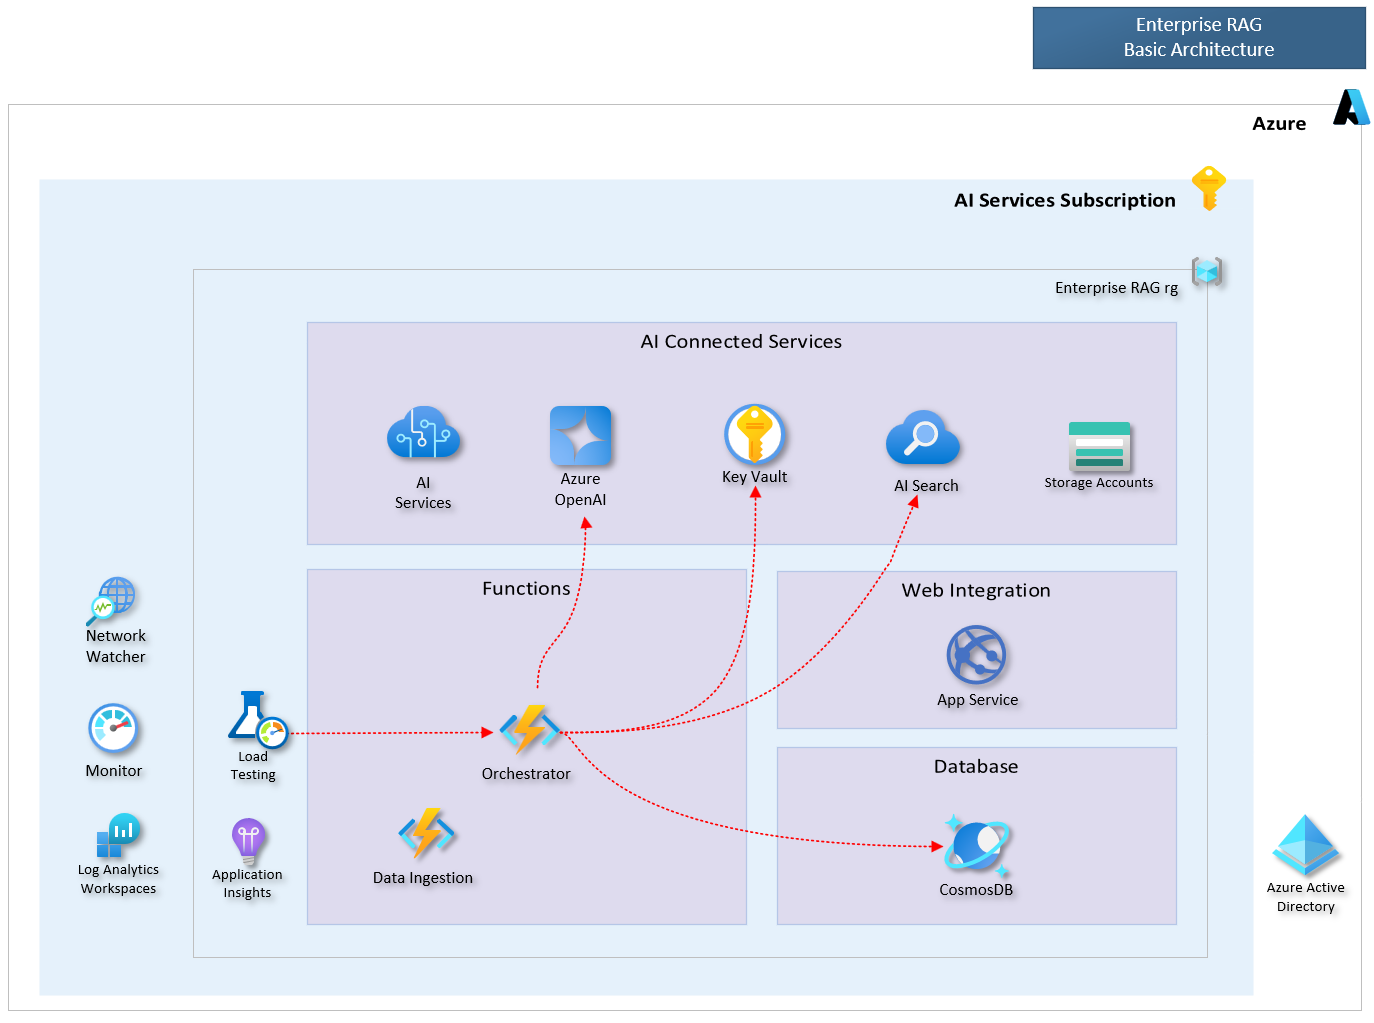 Enterprise RAG
Basic Architecture
Azure
AI Services Subscription
Enterprise RAG rg
AI Connected Services
AI
Services
Azure
OpenAI
Key Vault
AI Search
Storage Accounts
Functions
Web Integration
Network
Watcher
App Service
Monitor
Load
Testing
Orchestrator
Database
Log Analytics
Workspaces
Application
Insights
Data Ingestion
CosmosDB
Azure Active
Directory